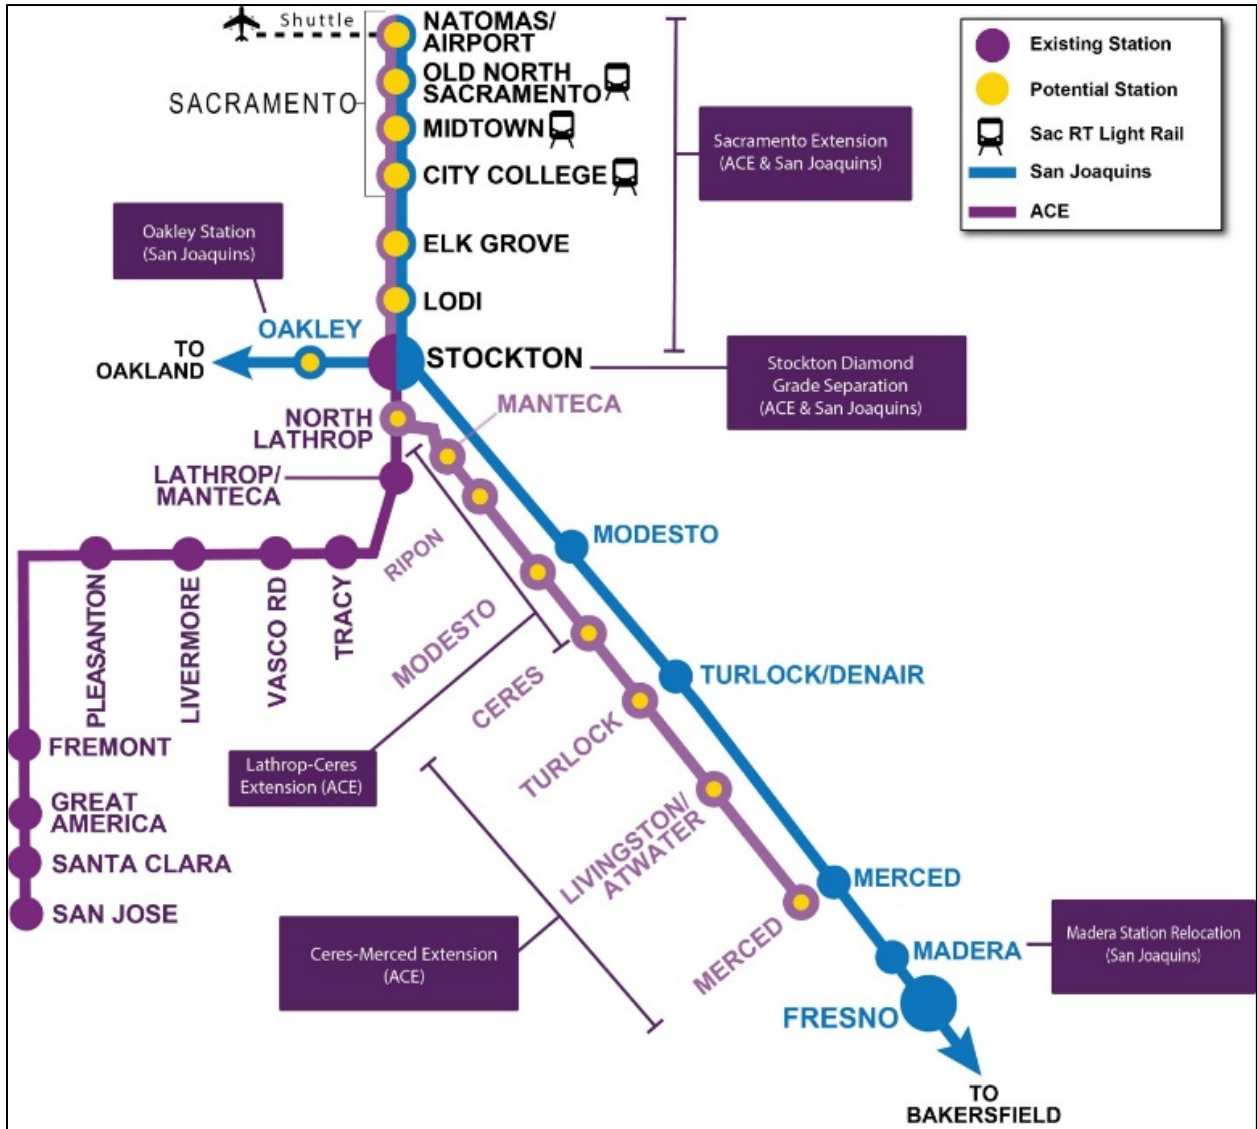 Shuttle
NATOMAS/
AIRPORT
OLD NORTH
SACRAMENTO
SACRAMENTO
MIDTOWN
CITY COLLEGE
ELK GROVE
LODI
Existing Station
Potential Station
Sac RT Light Rail
San Joaquins
ACE
Sacramento Extension
(ACE & San Joaquins)
Oakley Station
(San Joaquins)
OAKLEY
TO
OAKLAND
STOCKTON
Stockton Diamond
Grade Separation
(ACE & San Joaquins)
MANTECA
NORTH
LATHROP
LATHROP/
MANTECA
PLEASANTON
LIVERMORE
VASCO RD
TRACY
RIPON
MODESTO
CERES
TURLOCK
LIVINGSTON/
ATWATER
MERCED
MODESTO
TURLOCK/DENAIR
MERCED
MADERA
FRESNO
TO
BAKERSFIELD
FREMONT
GREAT
AMERICA
SANTA CLARA
SAN JOSE
Lathrop-Ceres
Extension (ACE)
Ceres-Merced Extension
(ACE)
Madera Station Relocation
(San Joaquins)